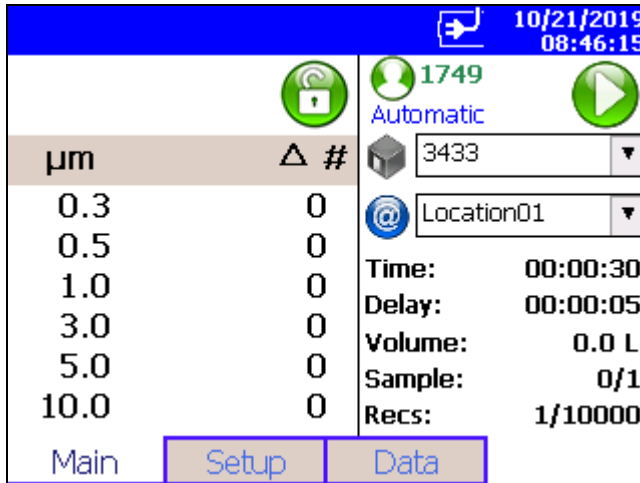 10/21/2019
08:46:15
1749
Automatic
µm Δ #
3433
0.3 0
Location01
0.5 0
1.0 0
3.0 0
5.0 0
10.0 0
Time: 00:00:30
Delay: 00:00:05
Volume: 0.0 L
Sample: 0/1
Recs: 1/10000
Main Setup Data